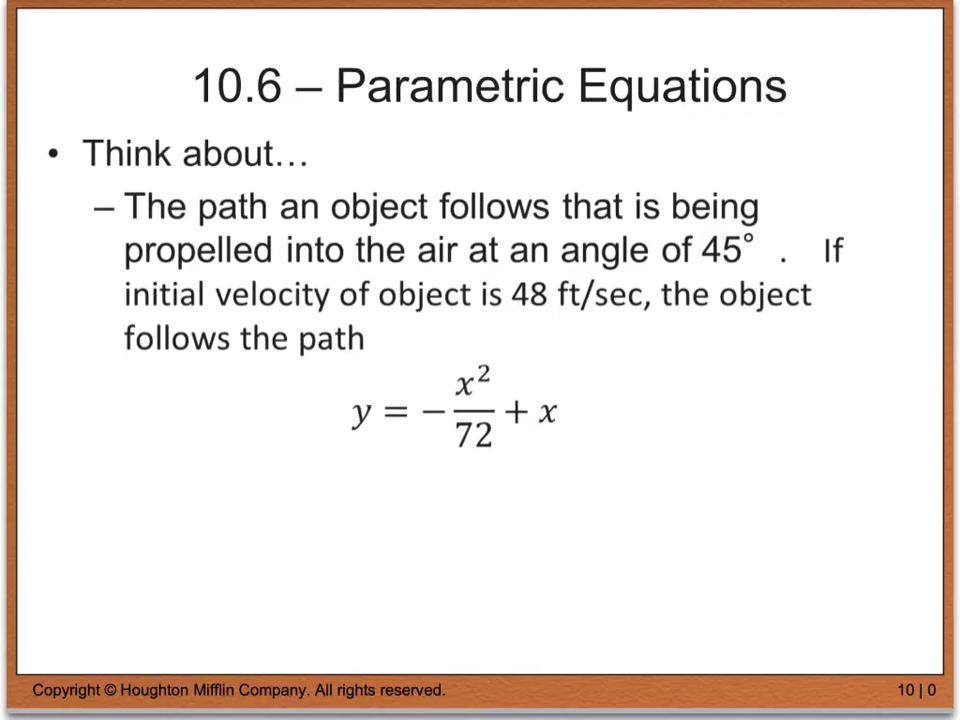 10.6 – Parametric Equations
• Think about…
– The path an object follows that is being
propelled into the air at an angle of 45° . If
initial velocity of object is 48 ft/sec, the object
follows the path
y = −x²/72 + x
Copyright © Houghton Mifflin Company. All rights reserved.
10 | 0